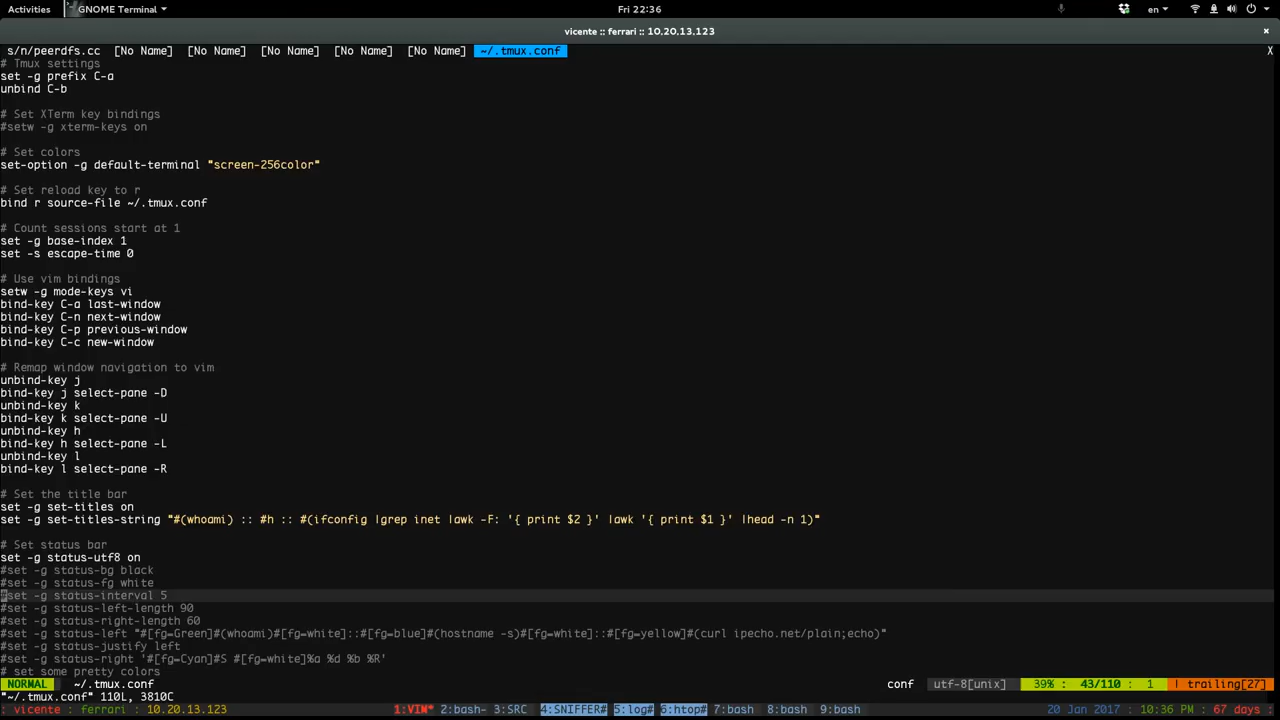 Activities GNOME Terminal Fri 22:36 en
vicente :: ferrari :: 10.20.13.123
s/n/peerdfs.cc [No Name] [No Name] [No Name] [No Name] [No Name] ~/.tmux.conf X
# Tmux settings
set -g prefix C-a
unbind C-b
# Set XTerm key bindings
#setw -g xterm-keys on
# Set colors
set-option -g default-terminal "screen-256color"
# Set reload key to r
bind r source-file ~/.tmux.conf
# Count sessions start at 1
set -g base-index 1
set -s escape-time 0
# Use vim bindings
setw -g mode-keys vi
bind-key C-a last-window
bind-key C-n next-window
bind-key C-p previous-window
bind-key C-c new-window
# Remap window navigation to vim
unbind-key j
bind-key j select-pane -D
unbind-key k
bind-key k select-pane -U
unbind-key h
bind-key h select-pane -L
unbind-key l
bind-key l select-pane -R
# Set the title bar
set -g set-titles on
set -g set-titles-string "#(whoami) :: #h :: #(ifconfig |grep inet |awk -F: '{ print $2 }' |awk '{ print $1 }' |head -n 1)"
# Set status bar
set -g status-utf8 on
#set -g status-bg black
#set -g status-fg white
#set -g status-interval 5
#set -g status-left-length 90
#set -g status-right-length 60
#set -g status-left "#[fg=Green]#(whoami)#[fg=white]::#[fg=blue]#(hostname -s)#[fg=white]::#[fg=yellow]#(curl ipecho.net/plain;echo)"
#set -g status-justify left
#set -g status-right '#[fg=Cyan]#S #[fg=white]%a %d %b %R'
# set some pretty colors
NORMAL ~/.tmux.conf conf utf-8[unix] 39% : 43/110 : 1 | trailing[27]
"~/.tmux.conf" 110L, 3810C
: vicente : ferrari : 10.20.13.123 1:VIM* 2:bash- 3:SRC 4:SNIFFER# 5:log# 6:htop# 7:bash 8:bash 9:bash 20 Jan 2017 : 10:36 PM : 67 days :